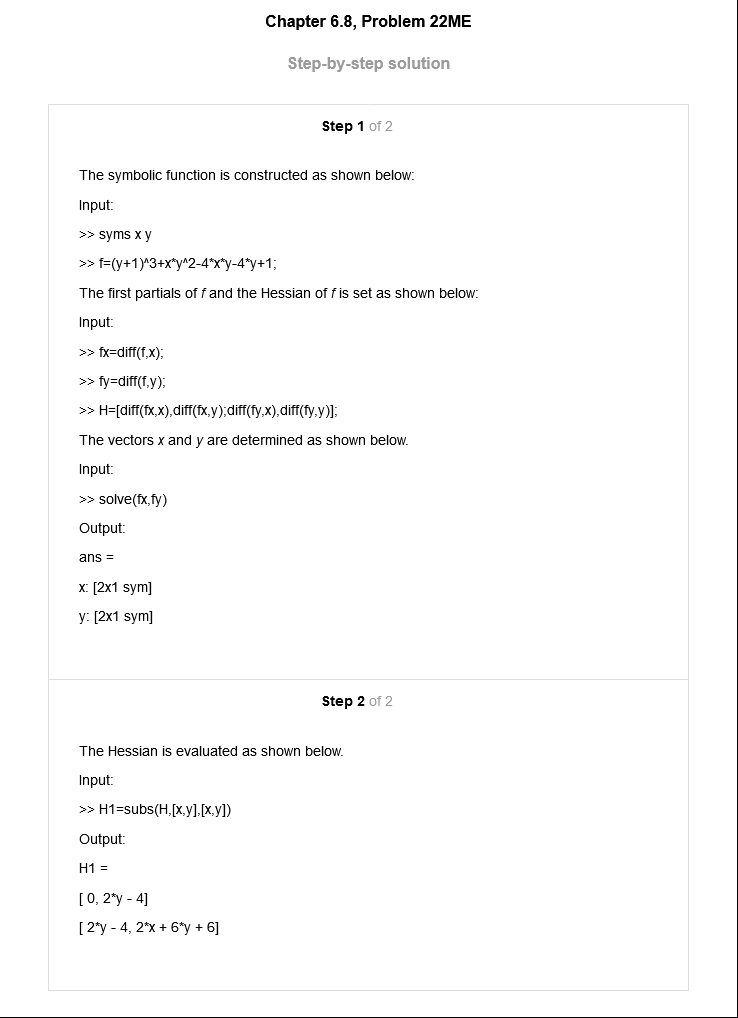 Chapter 6.8, Problem 22ME
Step-by-step solution
Step 1 of 2
The symbolic function is constructed as shown below:
Input:
>> syms x y
>> f=(y+1)^3+x*y^2-4*x*y-4*y+1;
The first partials of f and the Hessian of f is set as shown below:
Input:
>> fx=diff(f,x);
>> fy=diff(f,y);
>> H=[diff(fx,x),diff(fx,y);diff(fy,x),diff(fy,y)];
The vectors x and y are determined as shown below.
Input:
>> solve(fx,fy)
Output:
ans =
x: [2x1 sym]
y: [2x1 sym]
Step 2 of 2
The Hessian is evaluated as shown below.
Input:
>> H1=subs(H,[x,y],[x,y])
Output:
H1 =
[ 0, 2*y - 4]
[ 2*y - 4, 2*x + 6*y + 6]